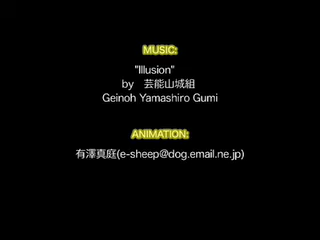 MUSIC:
"Illusion"
by 芸能山城組
Geinoh Yamashiro Gumi
ANIMATION:
有澤真庭(e-sheep@dog.email.ne.jp)